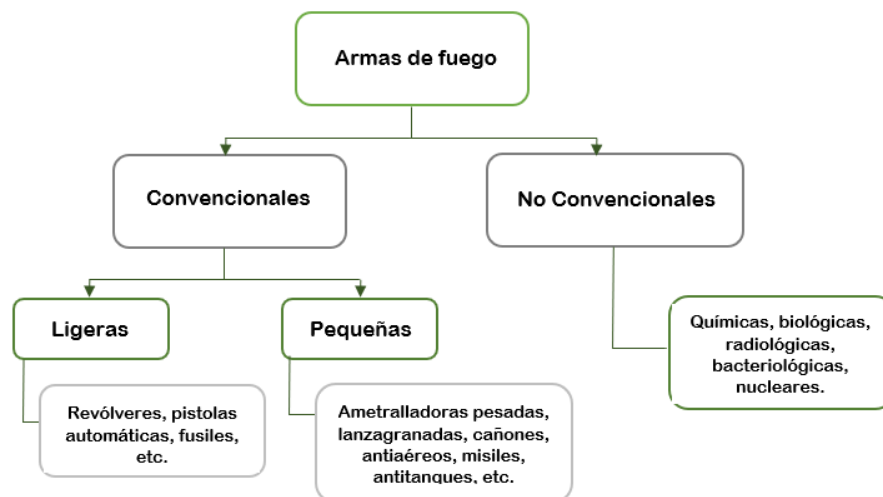 Armas de fuego
Convencionales
No Convencionales
Ligeras
Pequeñas
Químicas, biológicas,
radiológicas,
bacteriológicas,
nucleares.
Revólveres, pistolas
automáticas, fusiles,
etc.
Ametralladoras pesadas,
lanzagranadas, cañones,
antiaéreos, misiles,
antitanques, etc.